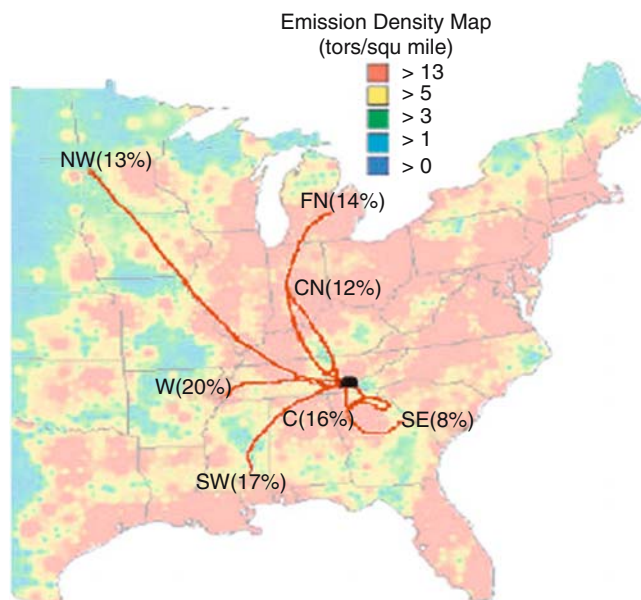 Emission Density Map
(tors/squ mile)
> 13
> 5
> 3
> 1
> 0
NW(13%)
FN(14%)
CN(12%)
W(20%)
C(16%)
SE(8%)
SW(17%)